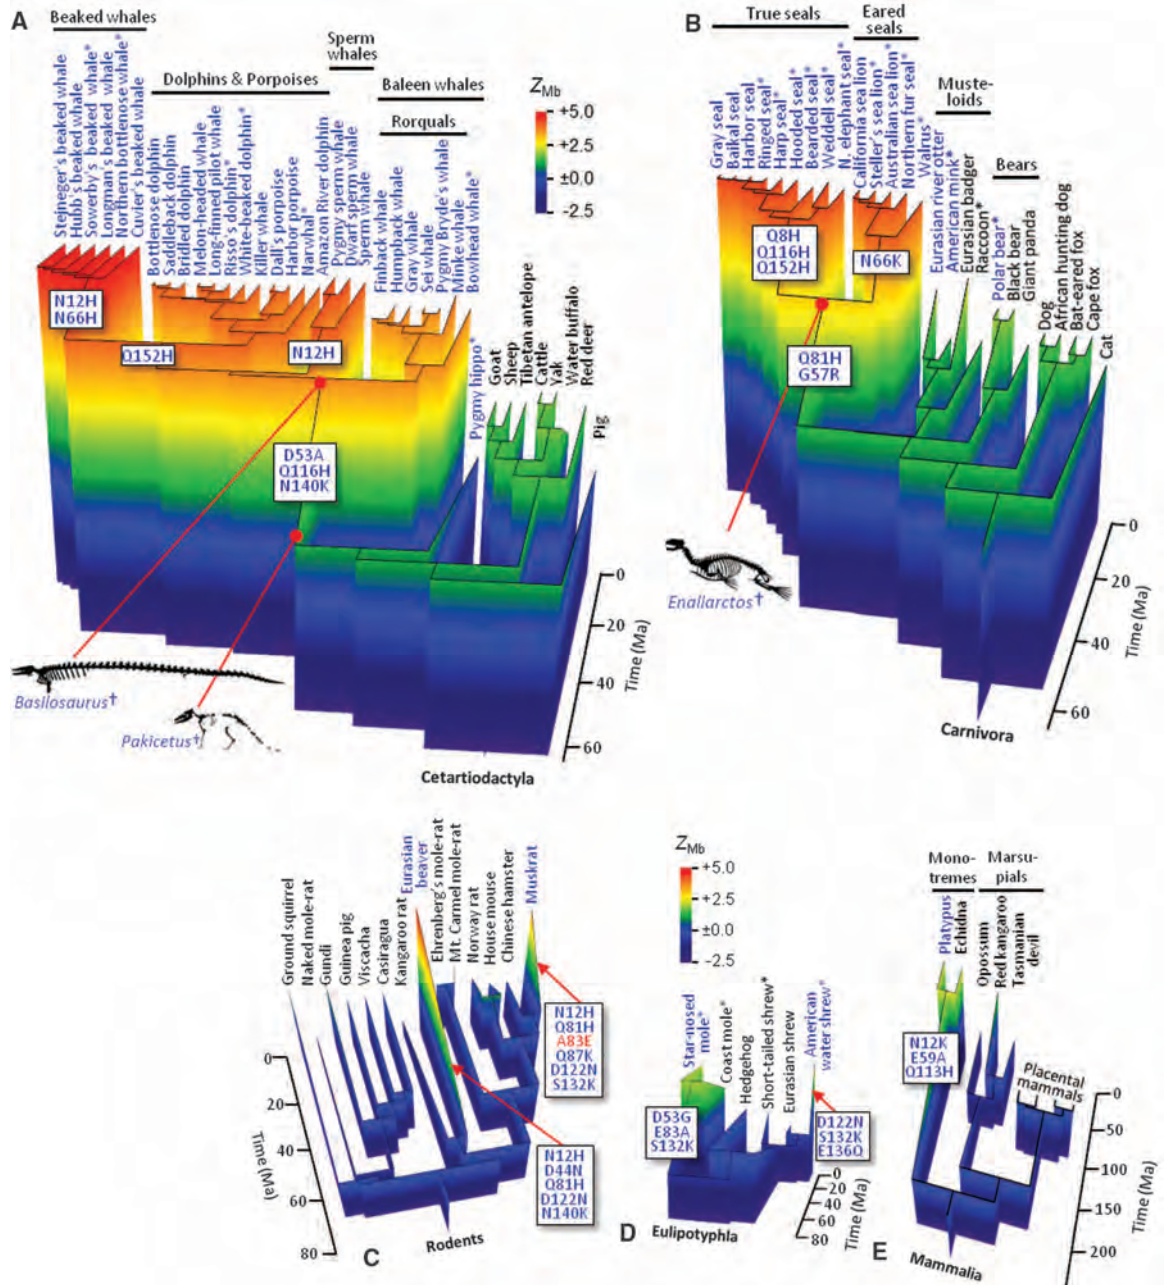 A
Beaked whales
Stejneger's beaked whale
Hubb's beaked whale
Sowerby's beaked whale*
Longman's beaked whale
Northern bottlenose whale*
Cuvier's beaked whale
Dolphins & Porpoises
Bottlenose dolphin
Saddleback dolphin
Bridled dolphin
Melon-headed whale
Long-finned pilot whale
Risso's dolphin*
White-beaked dolphin*
Killer whale
Dall's porpoise
Harbor porpoise
Narwhal*
Amazon River dolphin
Sperm
whales
Pygmy sperm whale
Dwarf sperm whale
Sperm whale
Baleen whales
Rorquals
Finback whale
Humpback whale
Gray whale
Sei whale
Pygmy Bryde's whale
Minke whale
Bowhead whale*
Pygmy hippo*
Goat
Sheep
Tibetan antelope
Cattle
Yak
Water buffalo
Red deer
Pig
ZMb
+5.0
+2.5
±0.0
-2.5
N12H
N66H
Q152H
N12H
D53A
Q116H
N140K
Basilosaurus†
Pakicetus†
Cetartiodactyla
0
20
40
60
Time (Ma)
B
True seals
Eared
seals
Gray seal
Baikal seal
Harbor seal
Ringed seal*
Harp seal*
Hooded seal*
Bearded seal*
Weddell seal*
N. elephant seal*
California sea lion
Steller's sea lion*
Australian sea lion*
Northern fur seal*
Walrus*
Muste-
loids
Eurasian river otter
American mink*
Eurasian badger
Raccoon*
Bears
Polar bear*
Black bear
Giant panda
Dog
African hunting dog
Bat-eared fox
Cape fox
Cat
Q8H
Q116H
Q152H
N66K
Q81H
G57R
Enallarctos†
Carnivora
0
20
40
60
Time (Ma)
Ground squirrel
Naked mole-rat
Gundi
Guinea pig
Viscacha
Casiragua
Kangaroo rat
Eurasian
beaver
Ehrenberg's mole-rat
Mt. Carmel mole-rat
Norway rat
House mouse
Chinese hamster
Muskrat
N12H
Q81H
A83E
Q87K
D122N
S132K
N12H
D44N
Q81H
D122N
N140K
0
20
40
60
80
Time (Ma)
C
Rodents
ZMb
+5.0
+2.5
±0.0
-2.5
Star-nosed
mole*
Coast mole*
Hedgehog
Short-tailed shrew*
Eurasian shrew
American
water shrew*
D53G
E83A
S132K
D122N
S132K
E136Q
0
20
40
60
80
Time (Ma)
D
Eulipotyphla
Mono-
tremes
Marsu-
pials
Platypus
Echidna
Opossum
Red kangaroo
Tasmanian
devil
Placental
mammals
N12K
E59A
Q113H
0
50
100
150
200
Time (Ma)
E
Mammalia